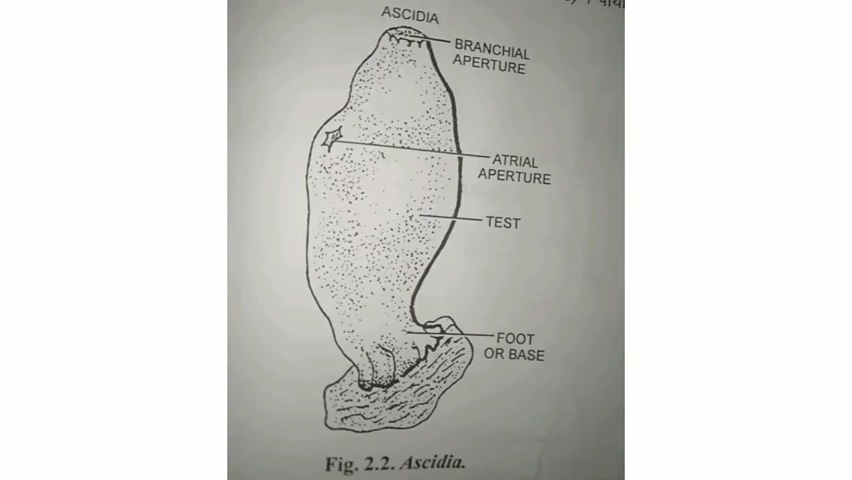 ASCIDIA
BRANCHIAL
APERTURE
ATRIAL
APERTURE
TEST
FOOT
OR BASE
Fig. 2.2. Ascidia.